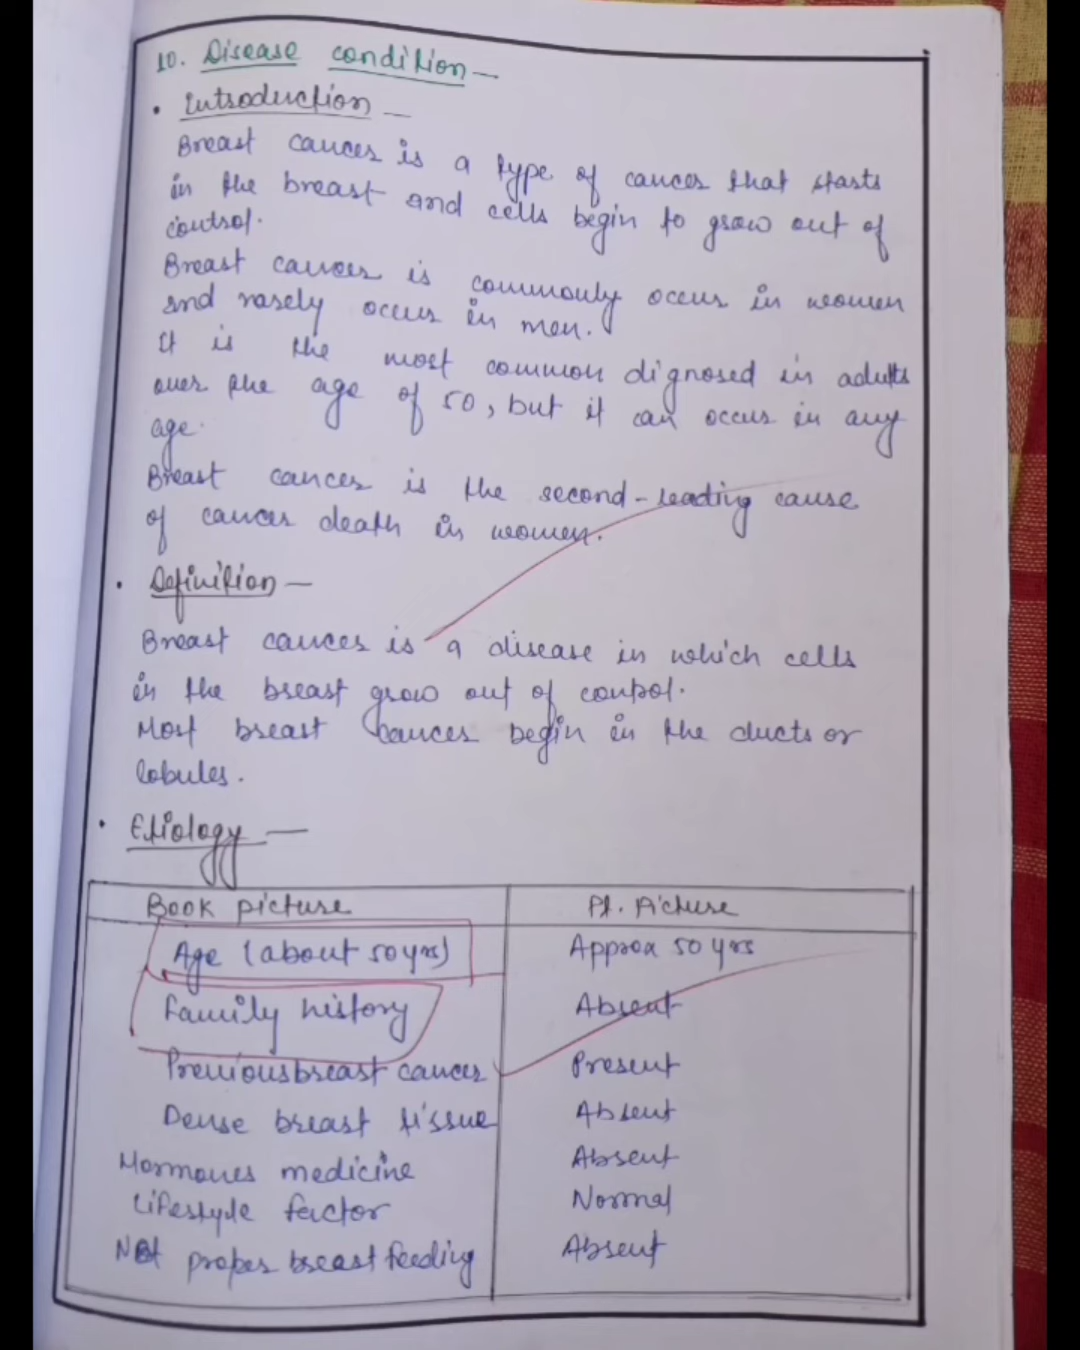 10. Disease condition -
• Introduction -
Breast cancer is a type of cancer that starts
in the breast and cells begin to grow out of
control.
Breast cancer is commonly occur in women
and rarely occur in men.
It is the most common dignosed in adults
over the age of 50, but it can occur in any
age.
Breast cancer is the second-leading cause
of cancer death in women.
• Definition -
Breast cancer is a disease in which cells
in the breast grow out of control.
Most breast cancer begin in the ducts or
lobules.
• Etiology -
Book picture Pt. Picture
Age (about 50 yrs) Approx 50 yrs
Family history Absent
Previous breast cancer Present
Dense breast tissue Absent
Hormones medicine Absent
Lifestyle factor Normal
Not proper breast feeding Absent